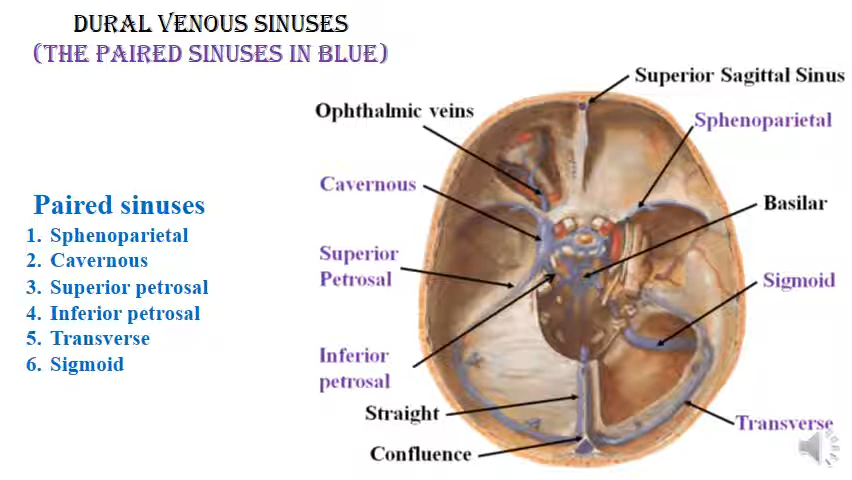 Dural Venous Sinuses
(The Paired Sinuses in Blue)
Superior Sagittal Sinus
Ophthalmic veins
Sphenoparietal
Cavernous
Basilar
Paired sinuses
1. Sphenoparietal
2. Cavernous
3. Superior petrosal
4. Inferior petrosal
5. Transverse
6. Sigmoid
Superior
Petrosal
Sigmoid
Inferior
petrosal
Straight
Transverse
Confluence